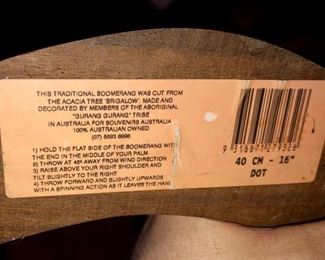 THIS TRADITIONAL BOOMERANG WAS CUT FROM
THE ACACIA TREE 'BRIGALOW'. MADE AND
DECORATED BY MEMBERS OF THE ABORIGINAL
"GURANG GURANG" TRIBE
IN AUSTRALIA FOR SOUVENIRS AUSTRALIA
100% AUSTRALIAN OWNED
(07) 5593 8998
1) HOLD THE FLAT SIDE OF THE BOOMERANG WITH
THE END IN THE MIDDLE OF YOUR PALM
2) THROW AT 45º AWAY FROM WIND DIRECTION
3) RAISE ABOVE YOUR RIGHT SHOULDER AND
TILT SLIGHTLY TO THE RIGHT
4) THROW FORWARD AND SLIGHTLY UPWARDS
WITH A SPINNING ACTION AS IT LEAVES THE HAND
40 CM - 16"
DOT